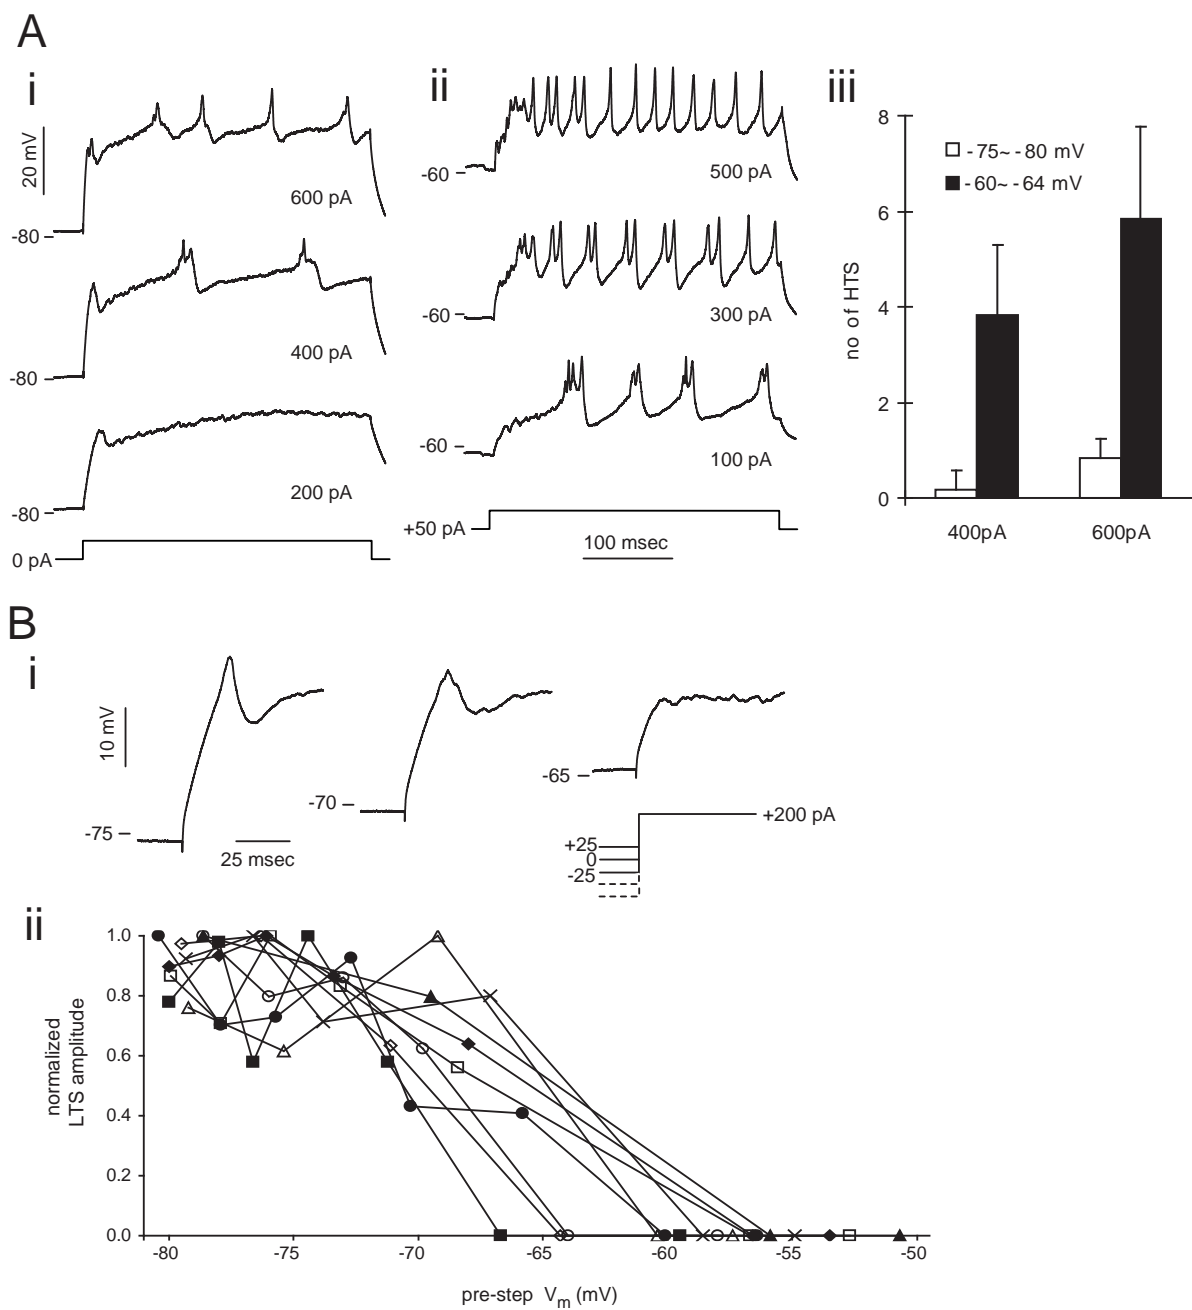 A
i
20 mV
600 pA
-80
400 pA
-80
200 pA
-80
0 pA
ii
500 pA
-60
300 pA
-60
100 pA
-60
+50 pA
100 msec
iii
no of HTS
8
6
4
2
0
-75~ -80 mV
-60~ -64 mV
400pA
600pA
B
i
10 mV
-75
25 msec
-70
-65
+200 pA
+25
0
-25
ii
normalized
LTS amplitude
1.0
0.8
0.6
0.4
0.2
0.0
-80 -75 -70 -65 -60 -55 -50
pre-step Vm (mV)